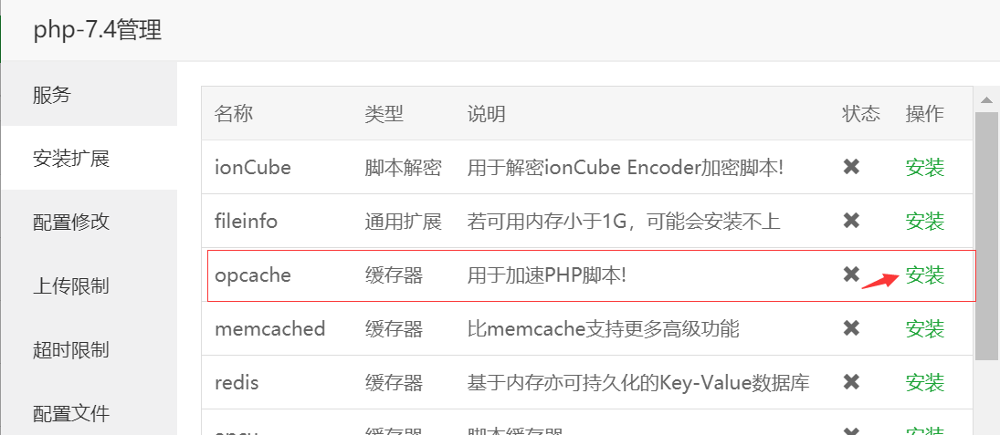 php-7.4管理
服务
安装扩展
配置修改
上传限制
超时限制
配置文件
名称 类型 说明 状态 操作
ionCube 脚本解密 用于解密ionCube Encoder加密脚本! 安装
fileinfo 通用扩展 若可用内存小于1G，可能会安装不上 安装
opcache 缓存器 用于加速PHP脚本! 安装
memcached 缓存器 比memcache支持更多高级功能 安装
redis 缓存器 基于内存亦可持久化的Key-Value数据库 安装
缓存器 脚本缓存器 安装